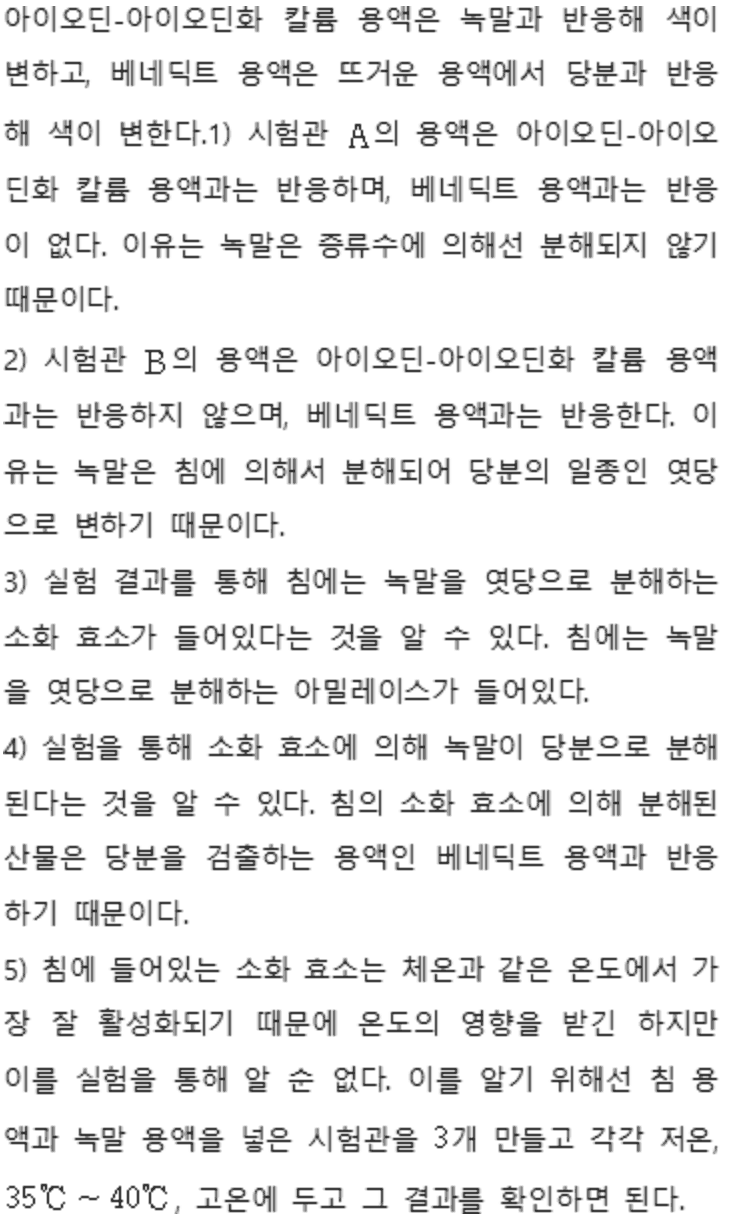 아이오딘-아이오딘화 칼륨 용액은 녹말과 반응해 색이
변하고, 베네딕트 용액은 뜨거운 용액에서 당분과 반응
해 색이 변한다.1) 시험관 A의 용액은 아이오딘-아이오
딘화 칼륨 용액과는 반응하며, 베네딕트 용액과는 반응
이 없다. 이유는 녹말은 증류수에 의해선 분해되지 않기
때문이다.
2) 시험관 B의 용액은 아이오딘-아이오딘화 칼륨 용액
과는 반응하지 않으며, 베네딕트 용액과는 반응한다. 이
유는 녹말은 침에 의해서 분해되어 당분의 일종인 엿당
으로 변하기 때문이다.
3) 실험 결과를 통해 침에는 녹말을 엿당으로 분해하는
소화 효소가 들어있다는 것을 알 수 있다. 침에는 녹말
을 엿당으로 분해하는 아밀레이스가 들어있다.
4) 실험을 통해 소화 효소에 의해 녹말이 당분으로 분해
된다는 것을 알 수 있다. 침의 소화 효소에 의해 분해된
산물은 당분을 검출하는 용액인 베네딕트 용액과 반응
하기 때문이다.
5) 침에 들어있는 소화 효소는 체온과 같은 온도에서 가
장 잘 활성화되기 때문에 온도의 영향을 받긴 하지만
이를 실험을 통해 알 순 없다. 이를 알기 위해선 침 용
액과 녹말 용액을 넣은 시험관을 3개 만들고 각각 저온,
35℃ ~ 40℃, 고온에 두고 그 결과를 확인하면 된다.